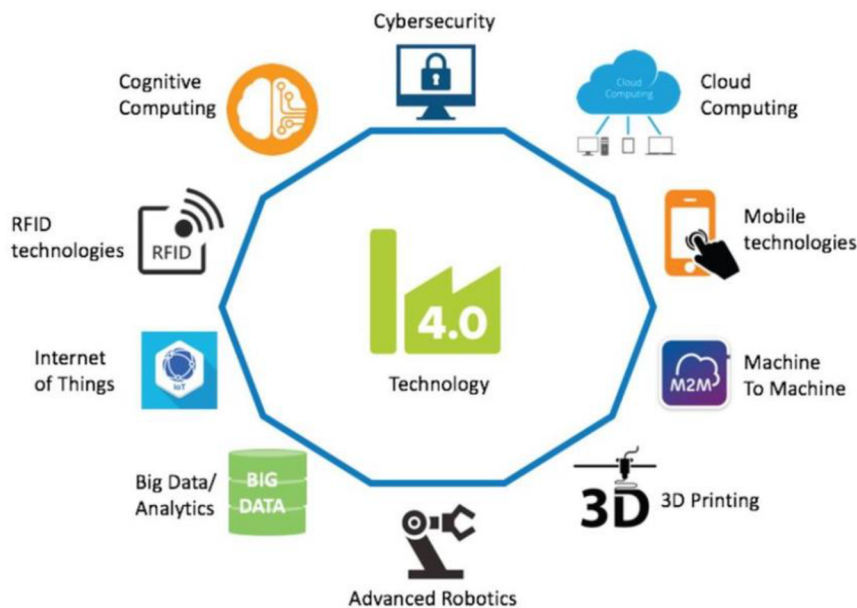 Cybersecurity
Cognitive
Computing
Cloud
Computing
Cloud
Computing
RFID
technologies
RFID
Mobile
technologies
4.0
Technology
Internet
of Things
IoT
M2M
Machine
To Machine
Big Data/
Analytics
BIG
DATA
3D
3D Printing
Advanced Robotics